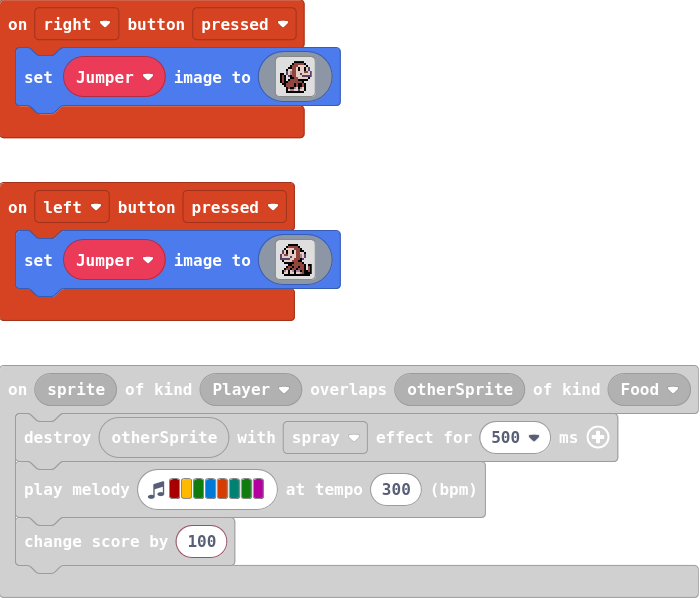 on right button pressed
set Jumper image to
on left button pressed
set Jumper image to
on sprite of kind Player overlaps otherSprite of kind Food
destroy otherSprite with spray effect for 500 ms
play melody at tempo 300 (bpm)
change score by 100